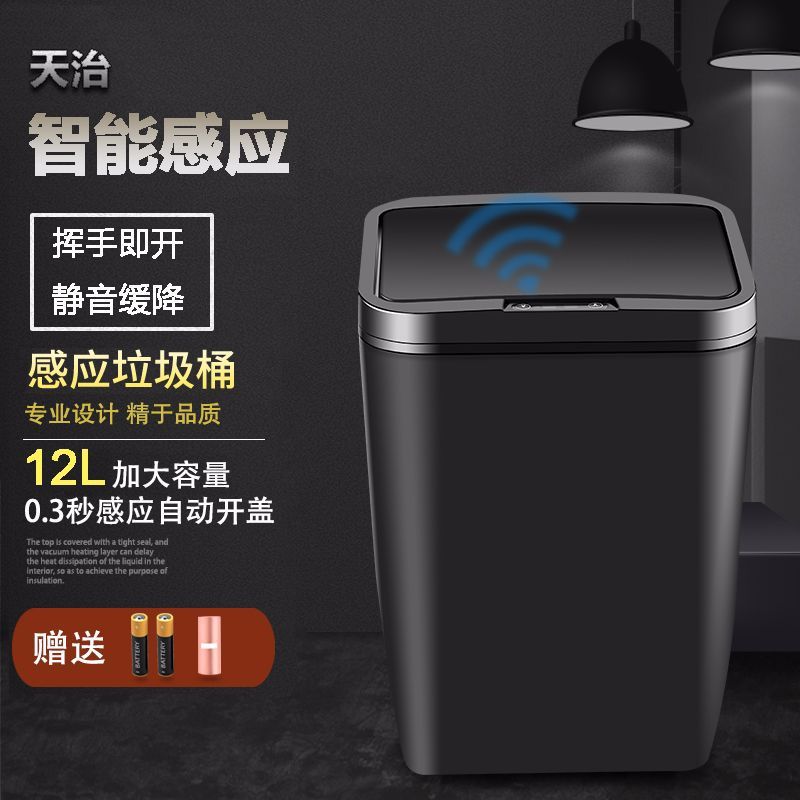 天治
智能感应
挥手即开
静音缓降
感应垃圾桶
专业设计 精于品质
12L 加大容量
0.3秒感应自动开盖
The top is covered with a tight seal, and
the vacuum heating layer can delay
the heat dissipation of the liquid in the
interior, so as to achieve the purpose of
insulation.
赠送
BATTERY
BATTERY